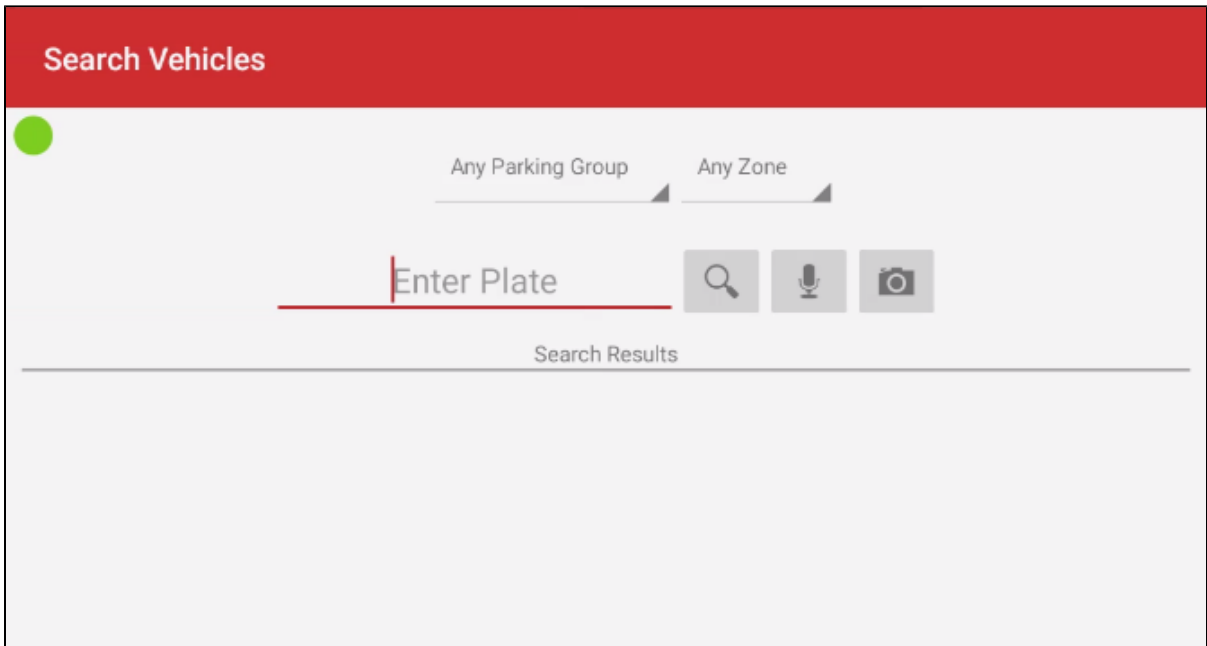 Search Vehicles
Any Parking Group Any Zone
Enter Plate
Search Results